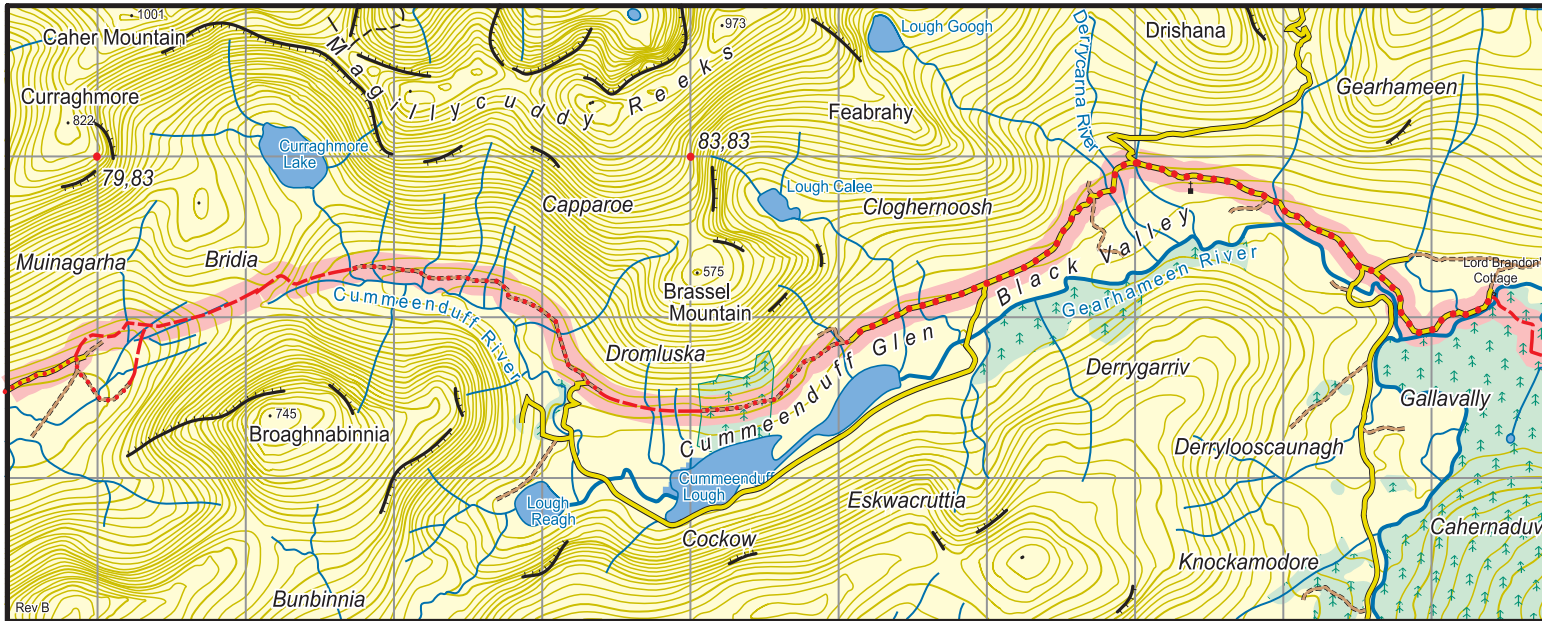 1001
Caher Mountain
Magillycuddy Reeks
973
Lough Googh
Derrycarna River
Drishana
Gearhameen
Curraghmore
822
Feabrahy
Curraghmore
Lake
83,83
79,83
Lough Calee
Capparoe
Cloghernoosh
Muinagarha
Bridia
575
Brassel
Mountain
Black Valley
Gearhameen River
Lord Brandon'
Cottage
Cummeenduff River
Dromluska
Cummeenduff Glen
Derrygarriv
Gallavally
745
Broaghnabinnia
Derrylooscaunagh
Cummeenduff
Lough
Lough
Reagh
Eskwacruttia
Cahernaduv
Cockow
Knockamodore
Bunbinnia
Rev B